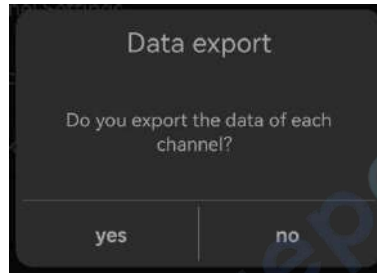 Data export
Do you export the data of each
channel?
yes
no